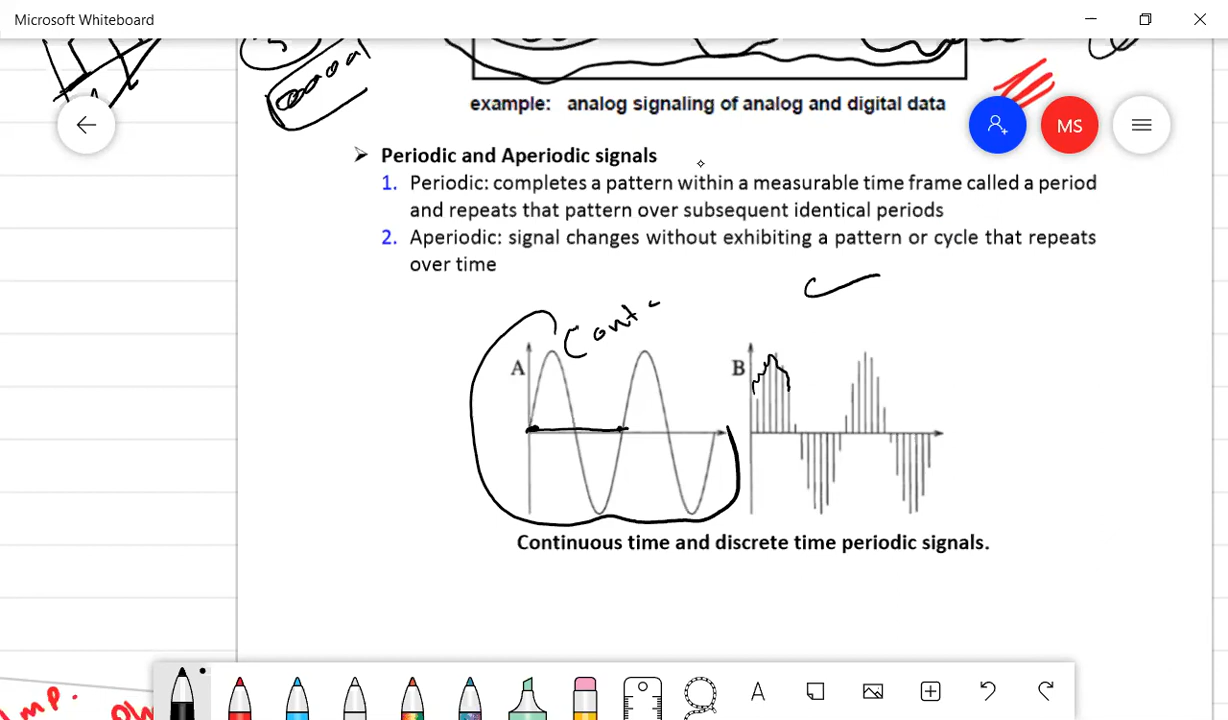 Microsoft Whiteboard
example: analog signaling of analog and digital data
MS
➢ Periodic and Aperiodic signals
1. Periodic: completes a pattern within a measurable time frame called a period
and repeats that pattern over subsequent identical periods
2. Aperiodic: signal changes without exhibiting a pattern or cycle that repeats
over time
Cont
A
B
Continuous time and discrete time periodic signals.
mp.
A